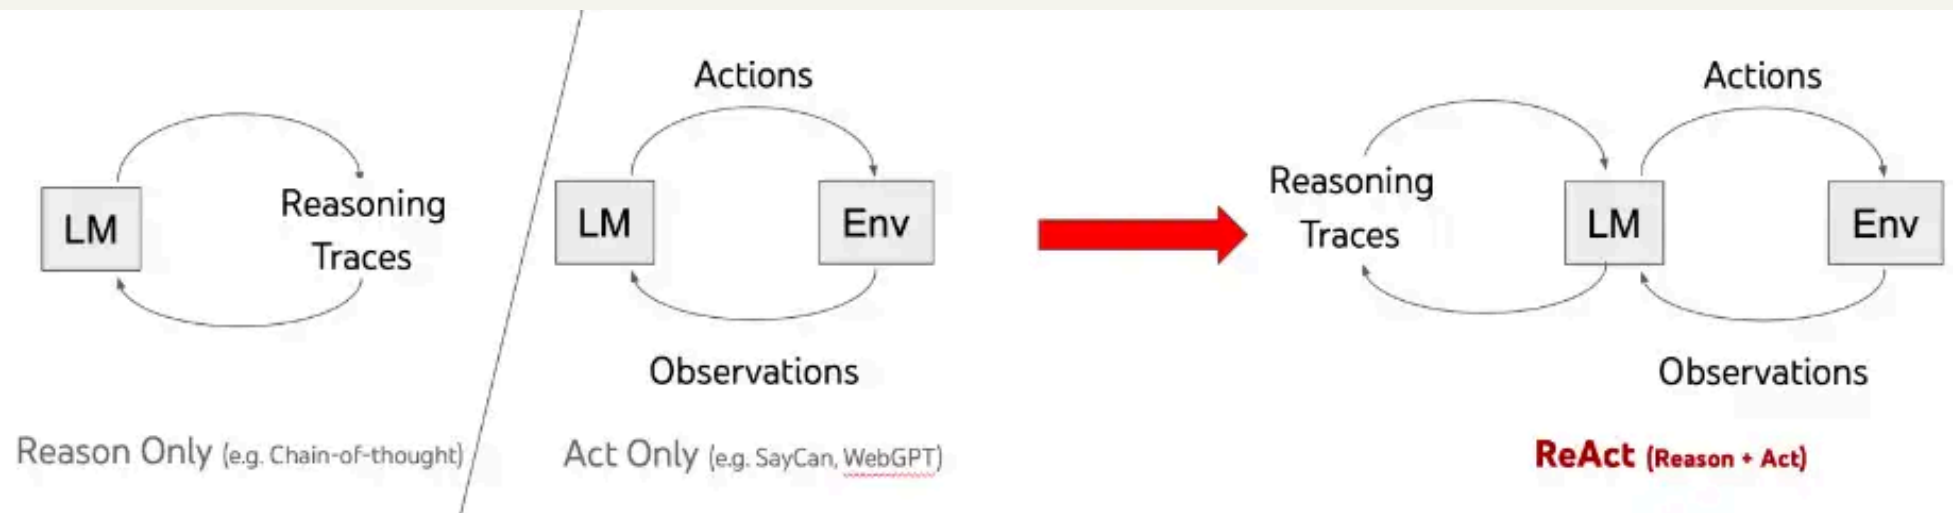 LM
Reasoning
Traces
Reason Only (e.g. Chain-of-thought)
Actions
LM
Env
Observations
Act Only (e.g. SayCan, WebGPT)
Reasoning
Traces
Actions
LM
Env
Observations
ReAct (Reason + Act)